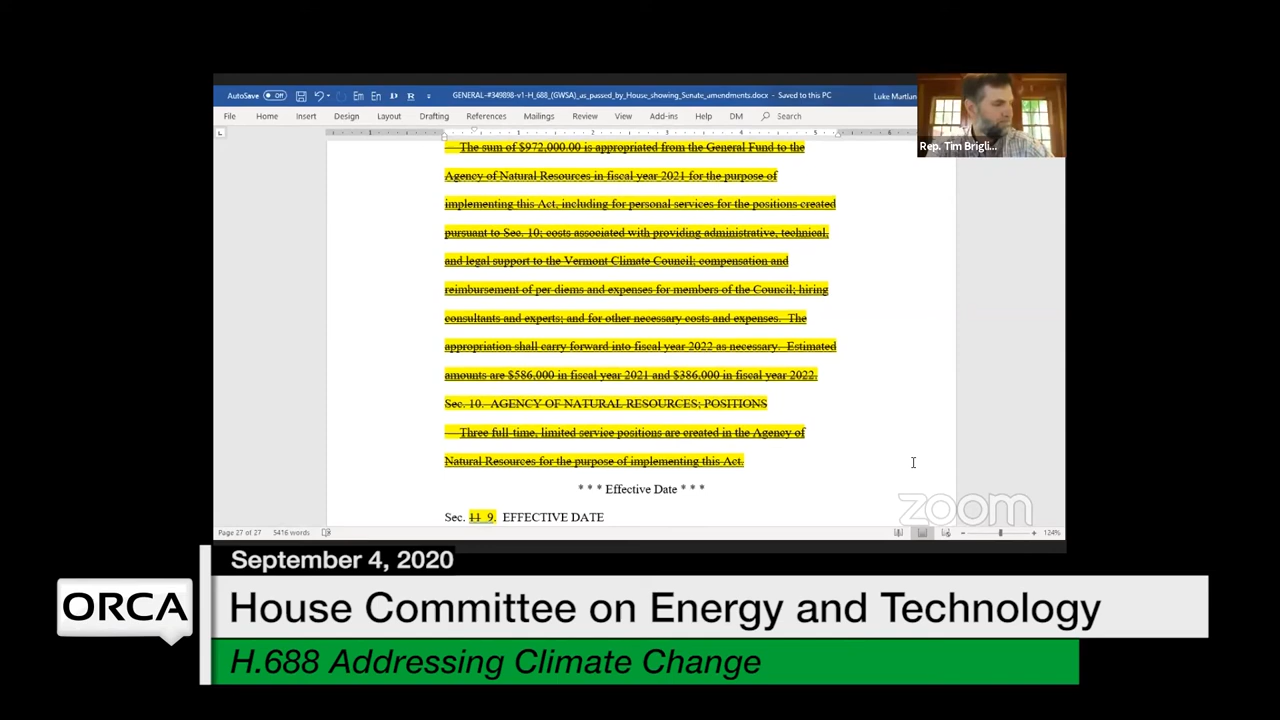 AutoSave Off
GENERAL-#349898-v1-H_688_(GWSA)_as_passed_by_House_showing_Senate_amendments.docx - Saved to this PC
Luke Martlan
File Home Insert Design Layout Drafting References Mailings Review View Add-ins Help DM Search
Rep. Tim Brigli...
The sum of $972,000.00 is appropriated from the General Fund to the
Agency of Natural Resources in fiscal year 2021 for the purpose of
implementing this Act, including for personal services for the positions created
pursuant to Sec. 10; costs associated with providing administrative, technical,
and legal support to the Vermont Climate Council; compensation and
reimbursement of per diems and expenses for members of the Council; hiring
consultants and experts; and for other necessary costs and expenses. The
appropriation shall carry forward into fiscal year 2022 as necessary. Estimated
amounts are $586,000 in fiscal year 2021 and $386,000 in fiscal year 2022.
Sec. 10. AGENCY OF NATURAL RESOURCES; POSITIONS
Three full-time, limited service positions are created in the Agency of
Natural Resources for the purpose of implementing this Act.
* * * Effective Date * * *
Sec. 11 9. EFFECTIVE DATE
zoom
Page 27 of 27 5416 words
124%
September 4, 2020
ORCA
House Committee on Energy and Technology
H.688 Addressing Climate Change